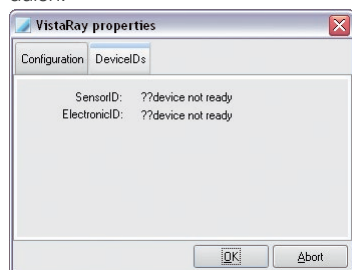 VistaRay properties
Configuration DeviceIDs
SensorID: ??device not ready
ElectronicID: ??device not ready
OK Abort